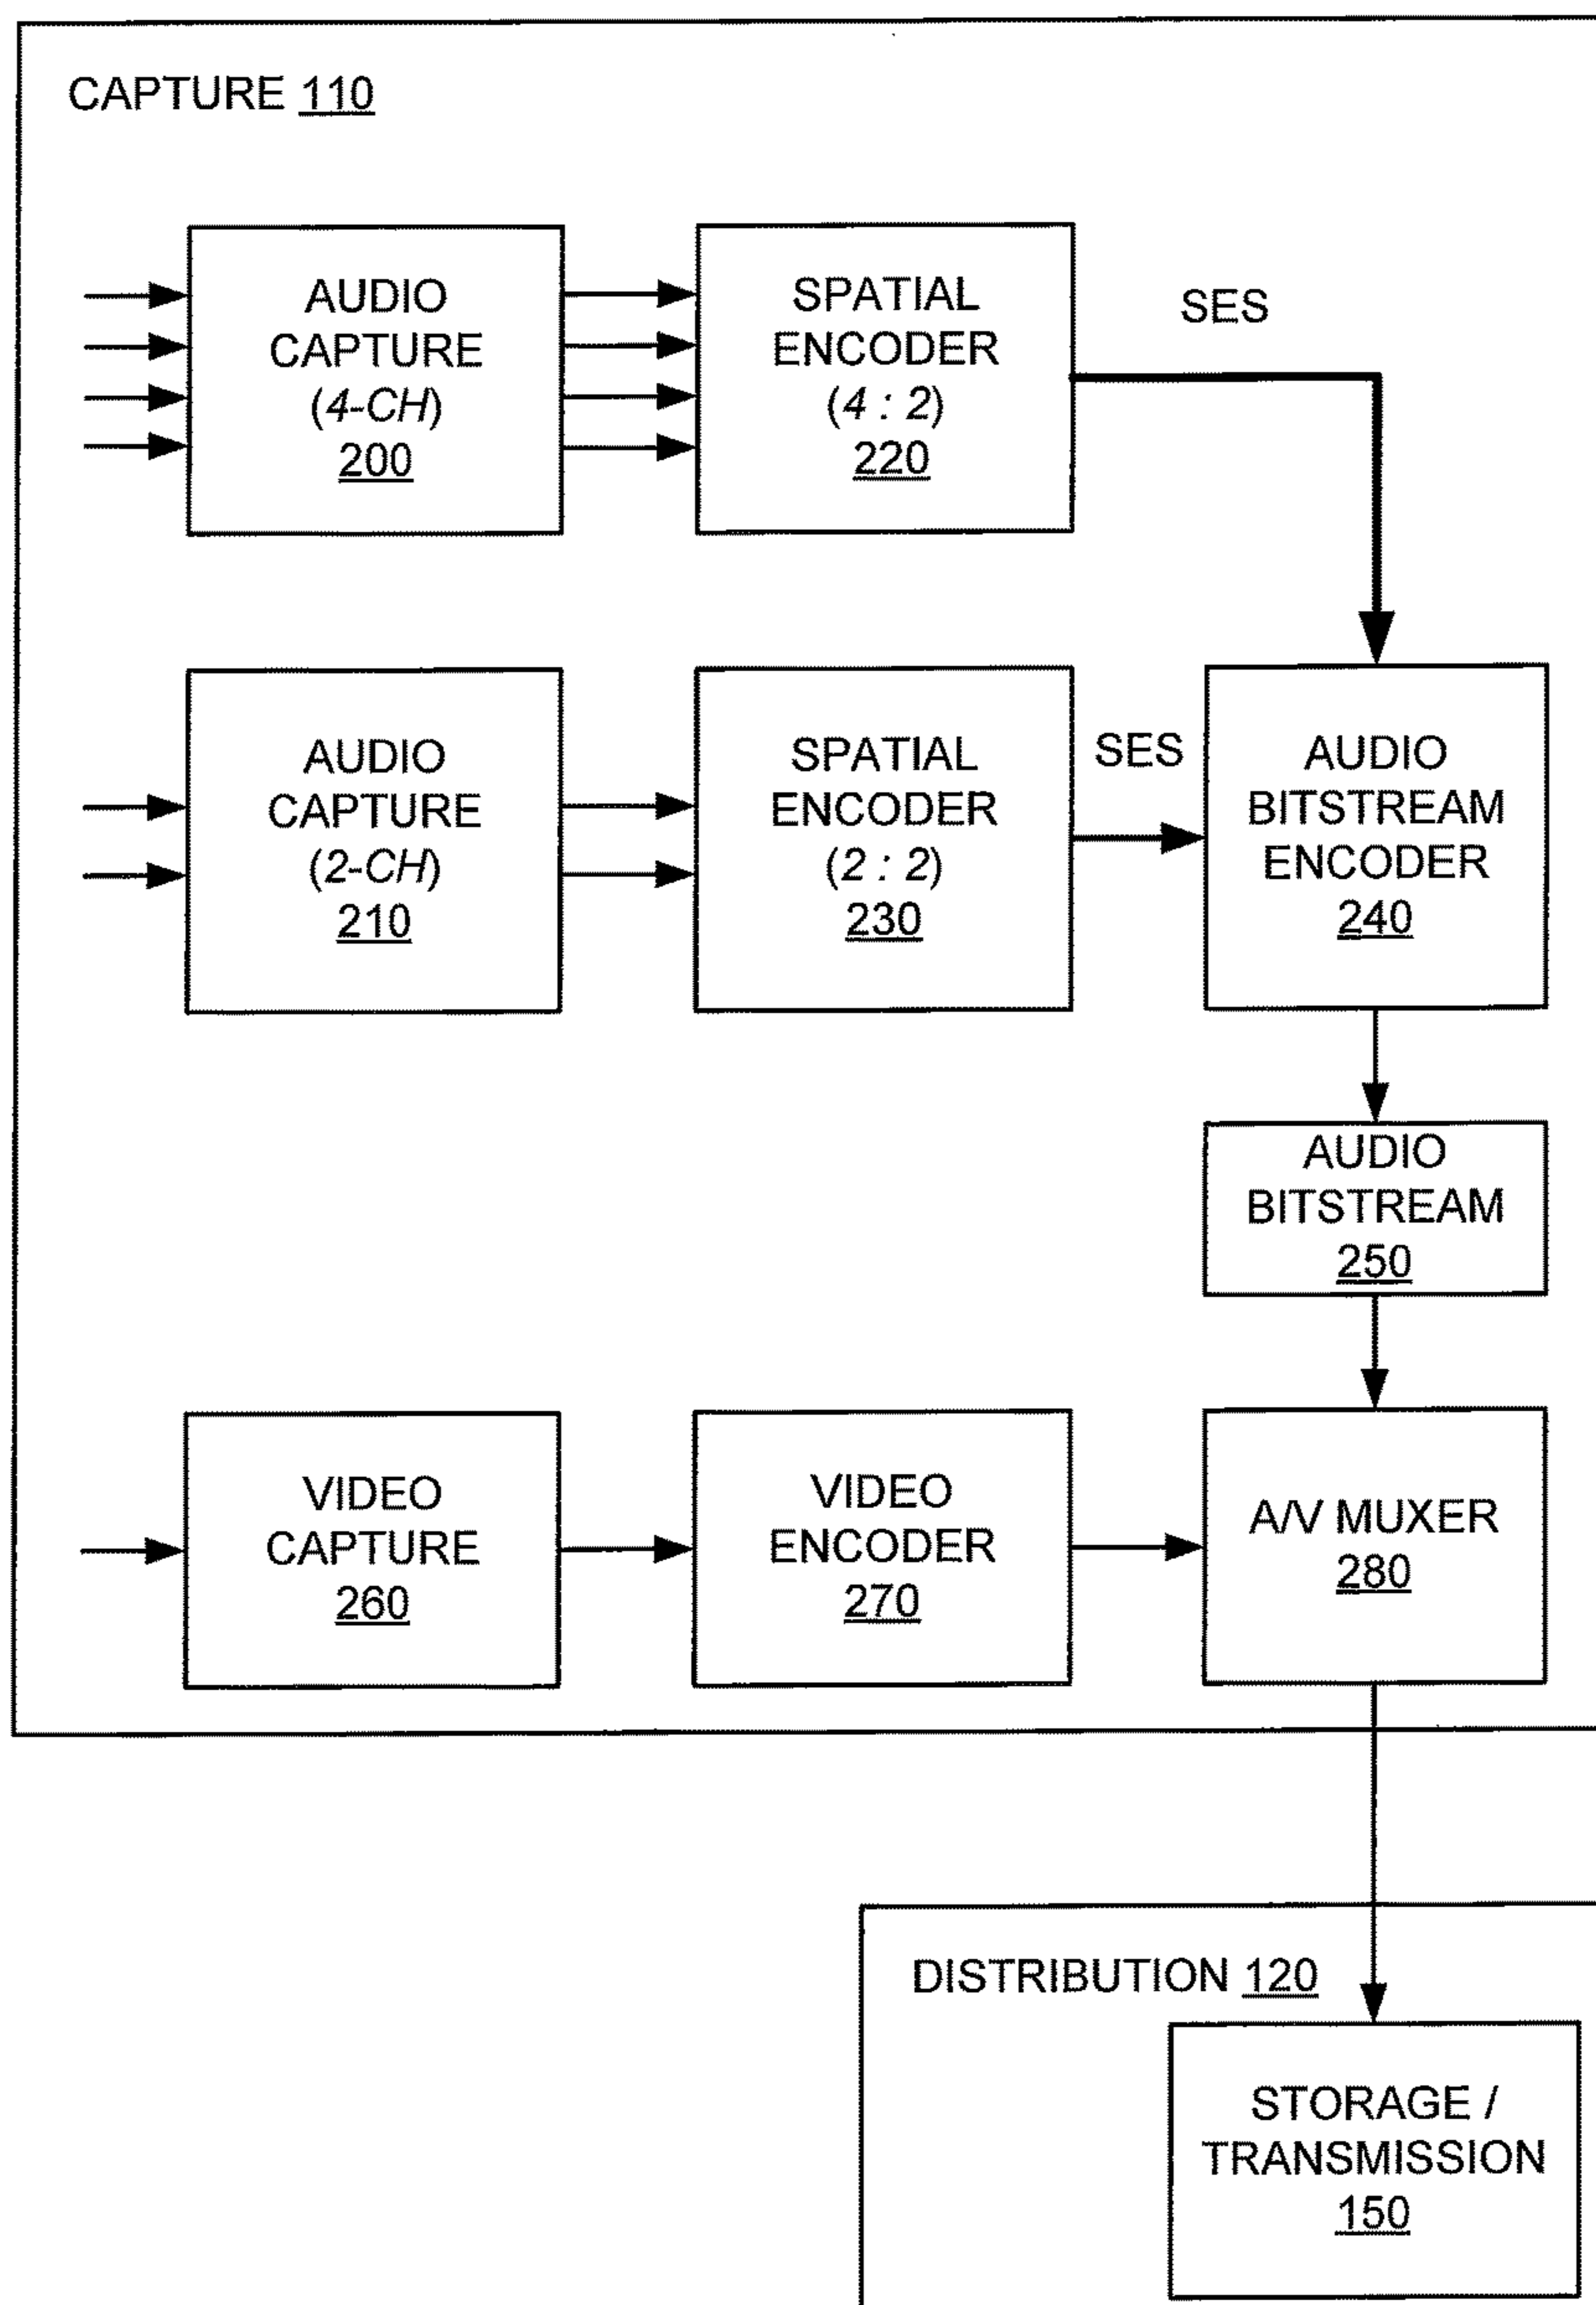 CAPTURE 110
AUDIO
CAPTURE
(4-CH)
200
SPATIAL
ENCODER
(4 : 2)
220
SES
AUDIO
CAPTURE
(2-CH)
210
SPATIAL
ENCODER
(2 : 2)
230
SES
AUDIO
BITSTREAM
ENCODER
240
AUDIO
BITSTREAM
250
VIDEO
CAPTURE
260
VIDEO
ENCODER
270
A/V MUXER
280
DISTRIBUTION 120
STORAGE /
TRANSMISSION
150